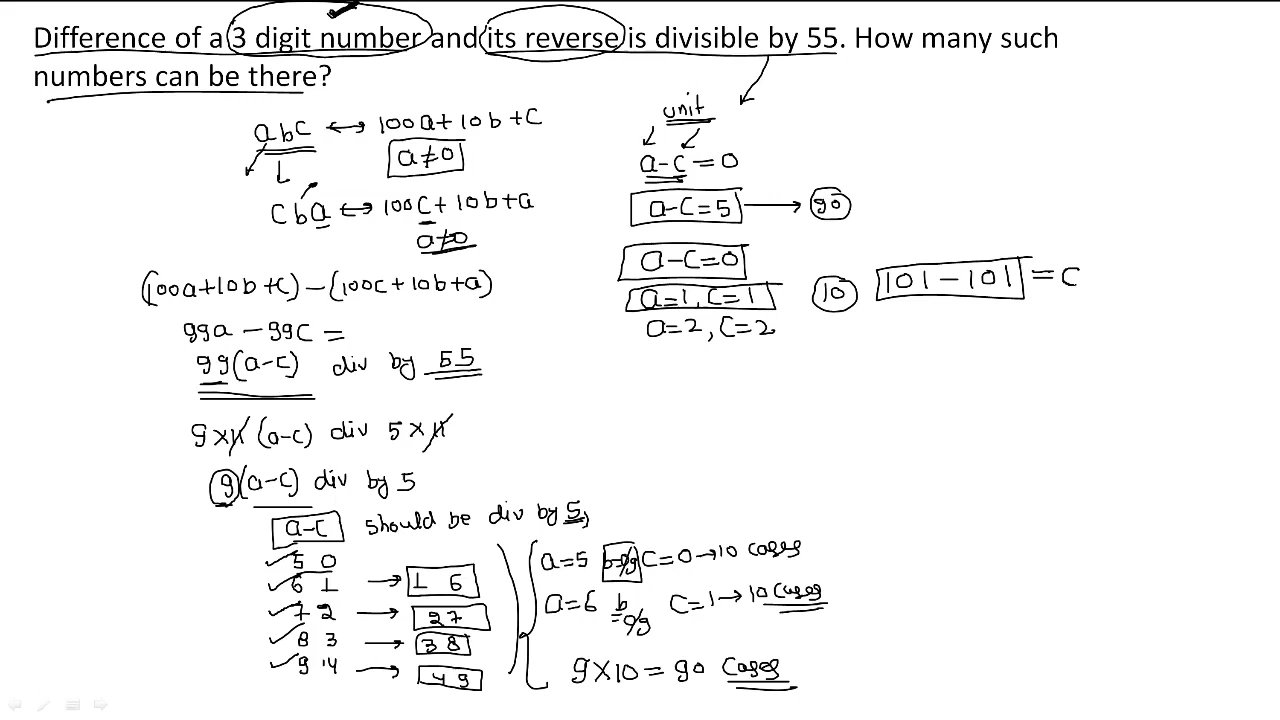 Difference of a 3 digit number and its reverse is divisible by 55. How many such
numbers can be there?
abc ↔ 100a+10b+c
a≠0
cba ↔ 100c+10b+a
a≠0
(100a+10b+c)-(100c+10b+a)
99a-99c=
99(a-c) div by 55
9×11(a-c) div 5×11
9(a-c) div by 5
a-c should be div by 5,
5 0
6 1 → 1 6
7 2 → 27
8 3 → 38
9 4 → 49
a=5 b=0/9 c=0→10 cases
a=6 b=0/9 c=1→10 cases
9×10=90 cases
unit
a-c=0
a-c=5 → 90
a-c=0
a=1, c=1 10 101-101=C
a=2, c=2